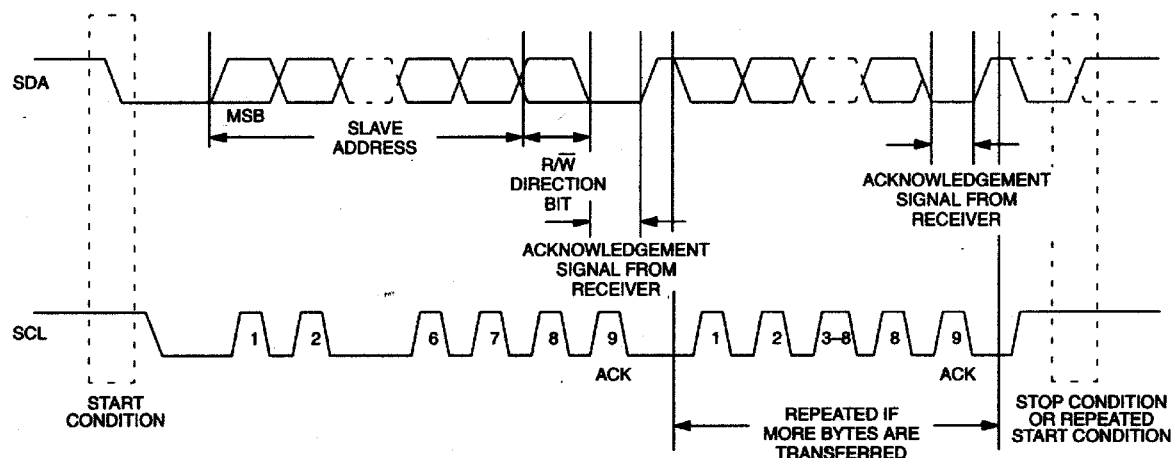 SDA
MSB
SLAVE
ADDRESS
R/W̅
DIRECTION
BIT
ACKNOWLEDGEMENT
SIGNAL FROM
RECEIVER
ACKNOWLEDGEMENT
SIGNAL FROM
RECEIVER
SCL
1 2 6 7 8 9 1 2 3–8 8 9
ACK
ACK
START
CONDITION
REPEATED IF
MORE BYTES ARE
TRANSFERRED
STOP CONDITION
OR REPEATED
START CONDITION